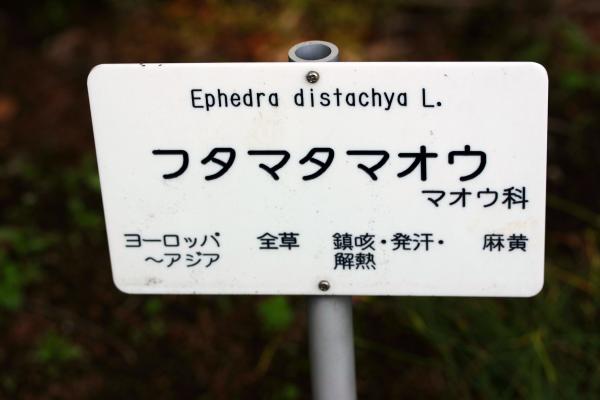 Ephedra distachya L.
フタマタマオウ
マオウ科
ヨーロッパ
～アジア
全草
鎮咳・発汗・
解熱
麻黄